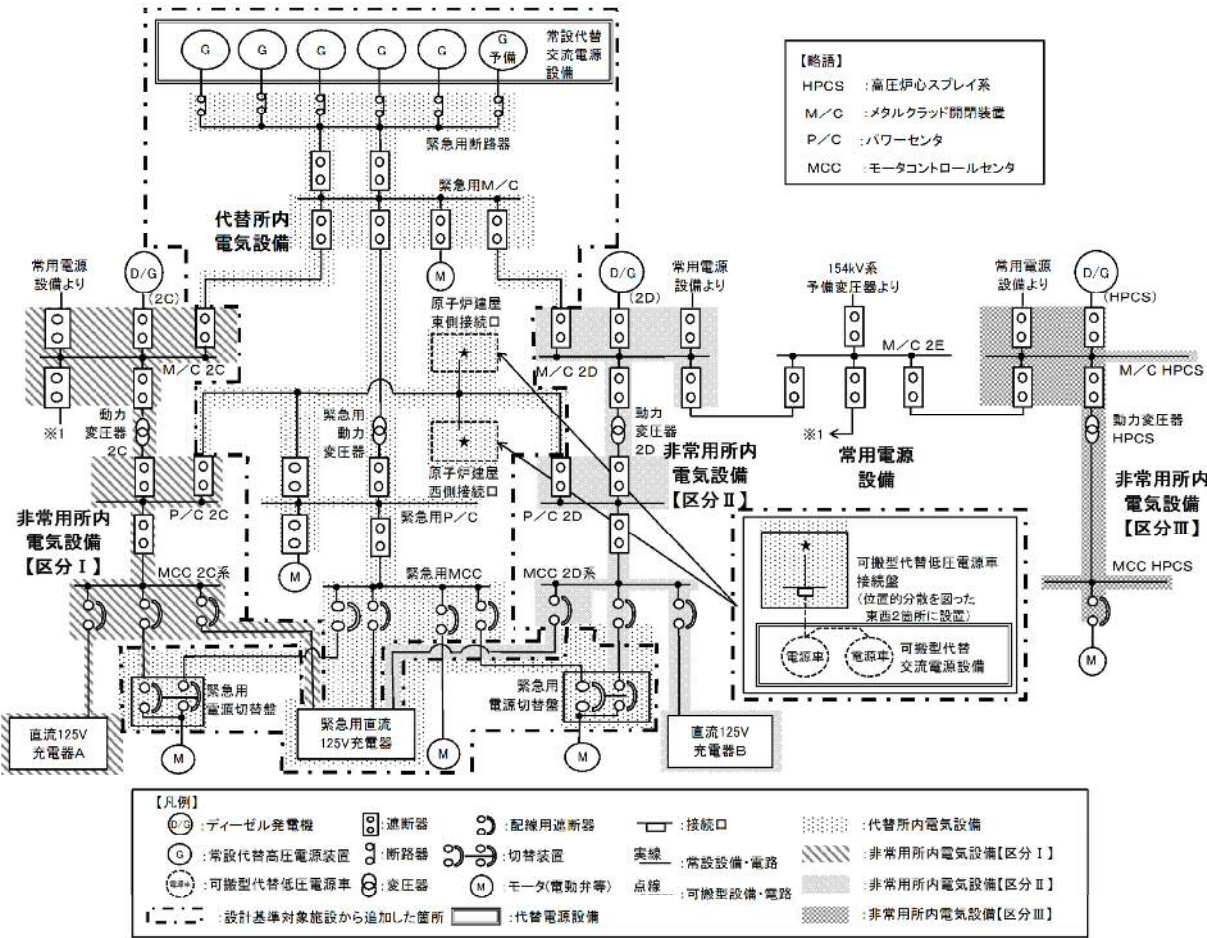 G
G
G
G
G
G
予備
常設代替
交流電源
設備
緊急用断路器
緊急用M/C
代替所内
電気設備
【略語】
HPCS :高圧炉心スプレイ系
M/C :メタルクラッド開閉装置
P/C :パワーセンタ
MCC :モータコントロールセンタ
常用電源
設備より
D/G
(2C)
M
原子炉建屋
東側接続口
D/G
(2D)
常用電源
設備より
154kV系
予備変圧器より
常用電源
設備より
D/G
(HPCS)
M/C 2C
M/C 2D
M/C 2E
M/C HPCS
※1
動力
変圧器
2C
緊急用
動力
変圧器
原子炉建屋
西側接続口
動力
変圧器
2D
※1
常用電源
設備
動力変圧器
HPCS
非常用所内
電気設備
【区分Ⅰ】
P/C 2C
緊急用P/C
P/C 2D
非常用所内
電気設備
【区分Ⅱ】
非常用所内
電気設備
【区分Ⅲ】
M
MCC 2C系
緊急用MCC
MCC 2D系
MCC HPCS
可搬型代替低圧電源車
接続盤
(位置的分散を図った
東西2箇所に設置)
電源車
電源車
可搬型代替
交流電源設備
M
緊急用
電源切替盤
緊急用
電源切替盤
直流125V
充電器A
M
緊急用直流
125V充電器
M
M
直流125V
充電器B
【凡例】
D/G :ディーゼル発電機
:遮断器
:配線用遮断器
:接続口
:代替所内電気設備
G :常設代替高圧電源装置
:断路器
:切替装置
実線
:常設設備・電路
:非常用所内電気設備【区分Ⅰ】
電源車 :可搬型代替低圧電源車
:変圧器
M :モータ(電動弁等)
点線
:可搬型設備・電路
:非常用所内電気設備【区分Ⅱ】
:設計基準対象施設から追加した箇所
:代替電源設備
:非常用所内電気設備【区分Ⅲ】